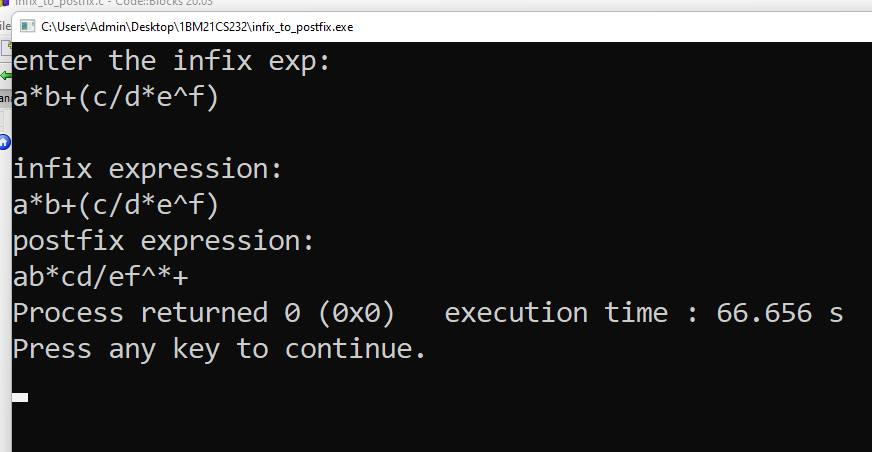 infix_to_postfix.c - Code::Blocks 20.03
C:\Users\Admin\Desktop\1BM21CS232\infix_to_postfix.exe
enter the infix exp:
a*b+(c/d*e^f)
infix expression:
a*b+(c/d*e^f)
postfix expression:
ab*cd/ef^*+
Process returned 0 (0x0)   execution time : 66.656 s
Press any key to continue.